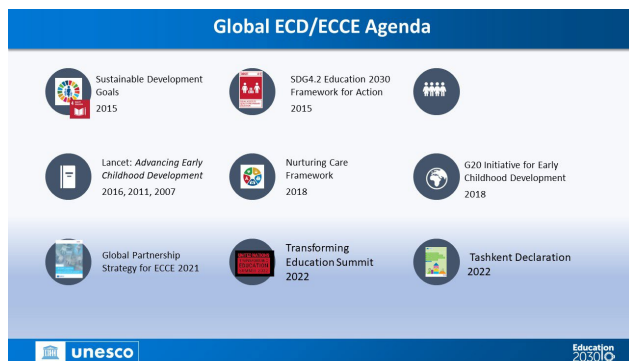 Global ECD/ECCE Agenda
Sustainable Development
Goals
2015
SDG4.2 Education 2030
Framework for Action
2015
Lancet: Advancing Early
Childhood Development
2016, 2011, 2007
Nurturing Care
Framework
2018
G20 Initiative for Early
Childhood Development
2018
Global Partnership
Strategy for ECCE 2021
Transforming
Education Summit
2022
Tashkent Declaration
2022
unesco
Education
2030